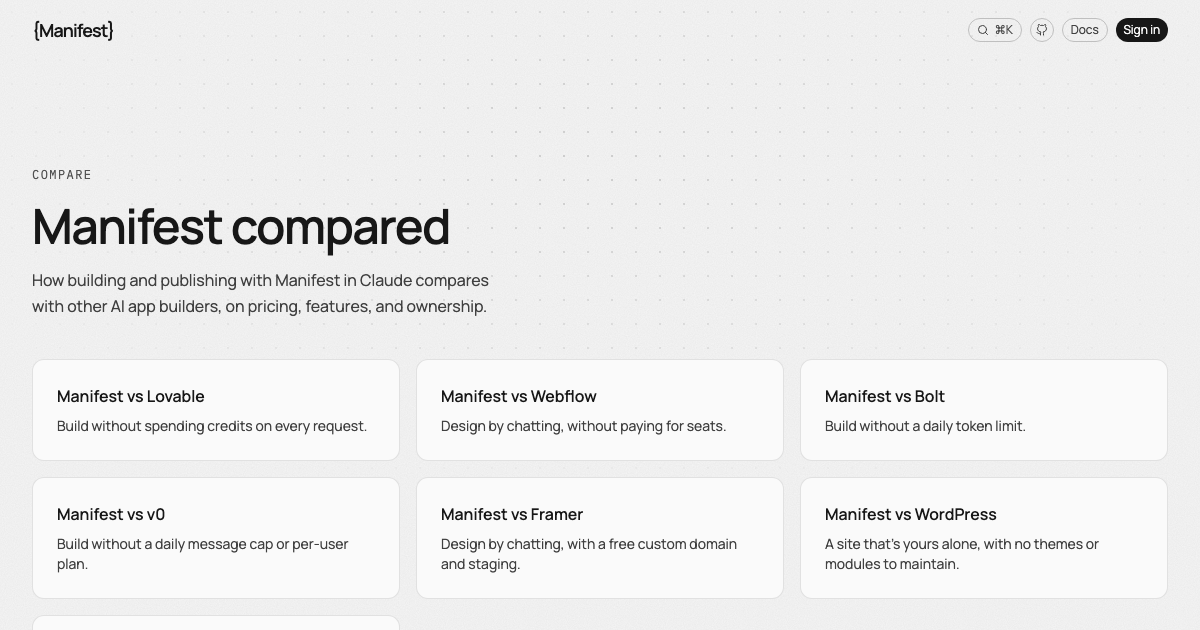 {Manifest}
⌘K
Docs
Sign in
COMPARE
Manifest compared
How building and publishing with Manifest in Claude compares
with other AI app builders, on pricing, features, and ownership.
Manifest vs Lovable
Build without spending credits on every request.
Manifest vs Webflow
Design by chatting, without paying for seats.
Manifest vs Bolt
Build without a daily token limit.
Manifest vs v0
Build without a daily message cap or per-user
plan.
Manifest vs Framer
Design by chatting, with a free custom domain
and staging.
Manifest vs WordPress
A site that's yours alone, with no themes or
modules to maintain.